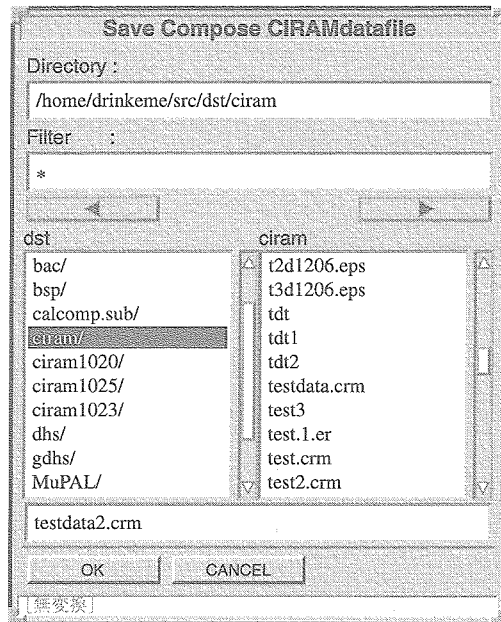 Save Compose CIRAMdatafile
Directory :
/home/drinkeme/src/dst/ciram
Filter :
*
dst
bac/
bsp/
calcomp.sub/
ciram/
ciram1020/
ciram1025/
ciram1023/
dhs/
gdhs/
MuPAL/
ciram
t2d1206.eps
t3d1206.eps
tdt
tdt1
tdt2
testdata.crm
test3
test.1.er
test.crm
test2.crm
testdata2.crm
OK CANCEL
[無変換]